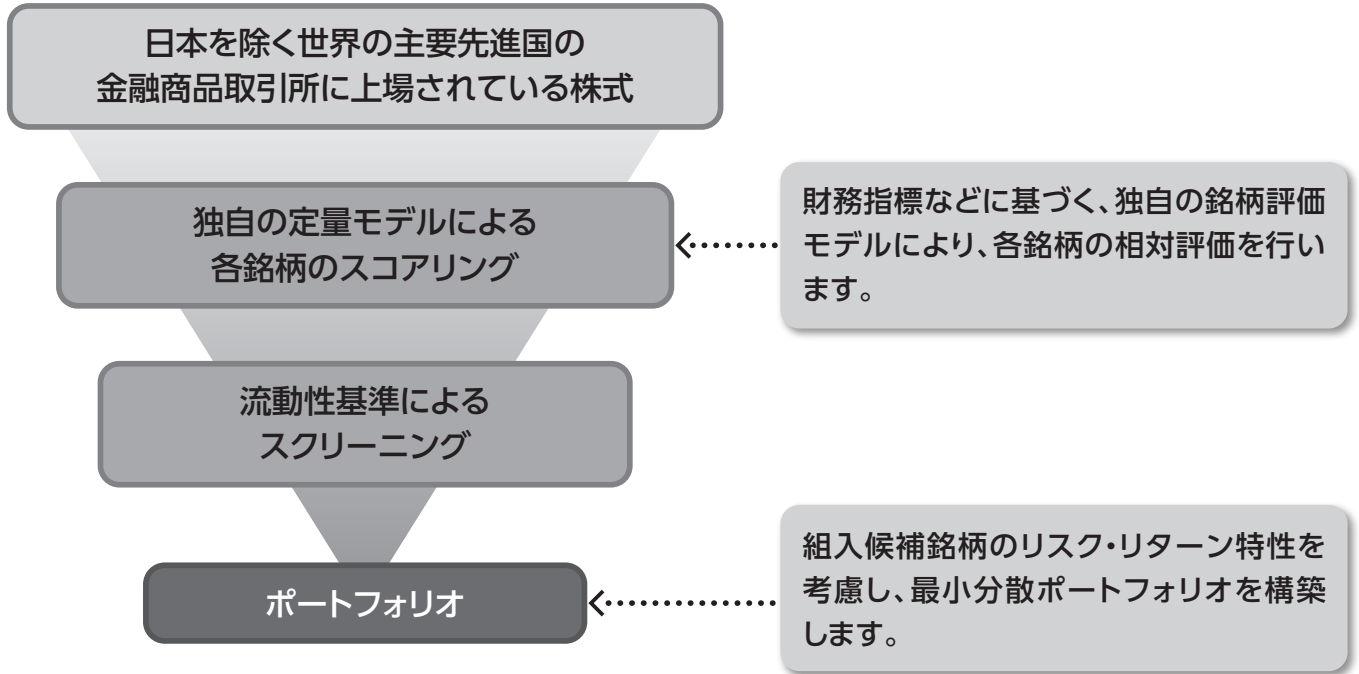 日本を除く世界の主要先進国の
金融商品取引所に上場されている株式
独自の定量モデルによる
各銘柄のスコアリング
財務指標などに基づく、独自の銘柄評価
モデルにより、各銘柄の相対評価を行い
ます。
流動性基準による
スクリーニング
ポートフォリオ
組入候補銘柄のリスク・リターン特性を
考慮し、最小分散ポートフォリオを構築
します。